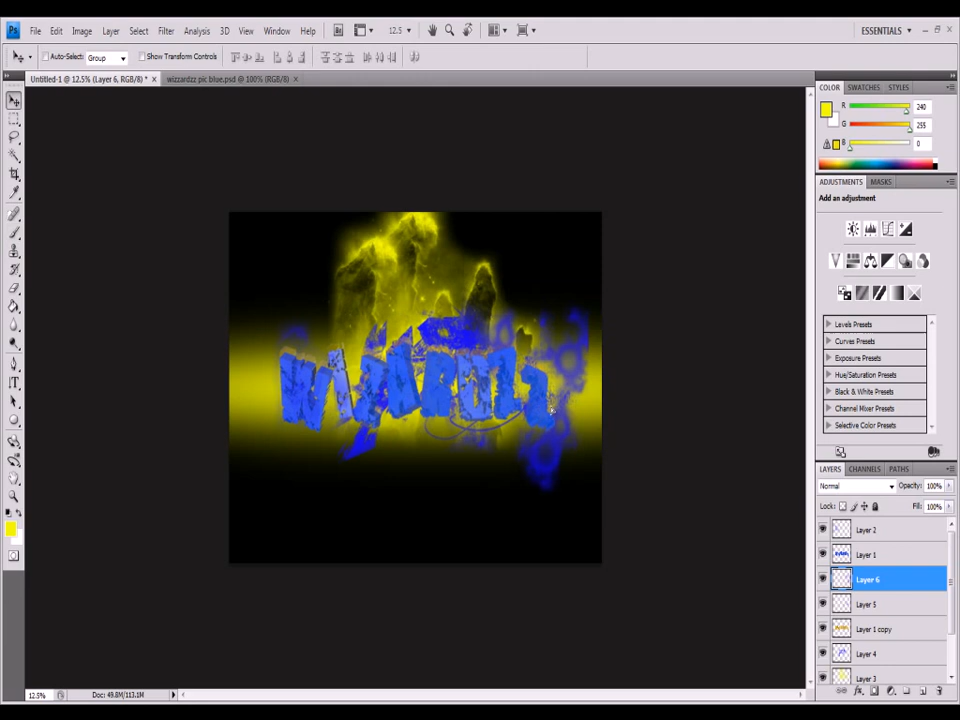 Ps File Edit Image Layer Select Filter Analysis 3D View Window Help 12.5 ESSENTIALS
Auto-Select: Group Show Transform Controls
Untitled-1 @ 12.5% (Layer 6, RGB/8) * wizzardzz pic blue.psd @ 100% (RGB/8)
COLOR SWATCHES STYLES
R 240
G 255
B 0
ADJUSTMENTS MASKS
Add an adjustment
Levels Presets
Curves Presets
Exposure Presets
Hue/Saturation Presets
Black & White Presets
Channel Mixer Presets
Selective Color Presets
LAYERS CHANNELS PATHS
Normal Opacity: 100%
Lock: Fill: 100%
Layer 2
Layer 1
Layer 6
Layer 5
Layer 1 copy
Layer 4
Layer 3
12.5% Doc: 49.8M/113.1M